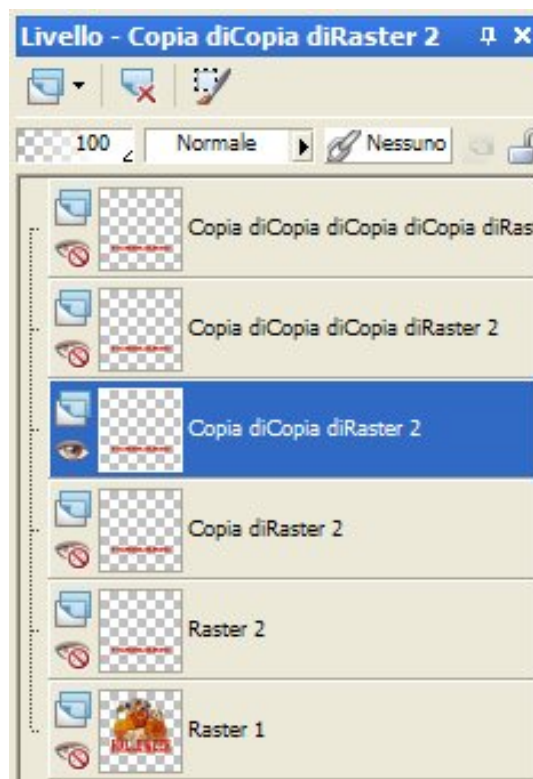 Livello - Copia diCopia diRaster 2
100 Normale Nessuno
Copia diCopia diCopia diCopia diRas
Copia diCopia diCopia diRaster 2
Copia diCopia diRaster 2
Copia diRaster 2
Raster 2
Raster 1
HALLOWEEN